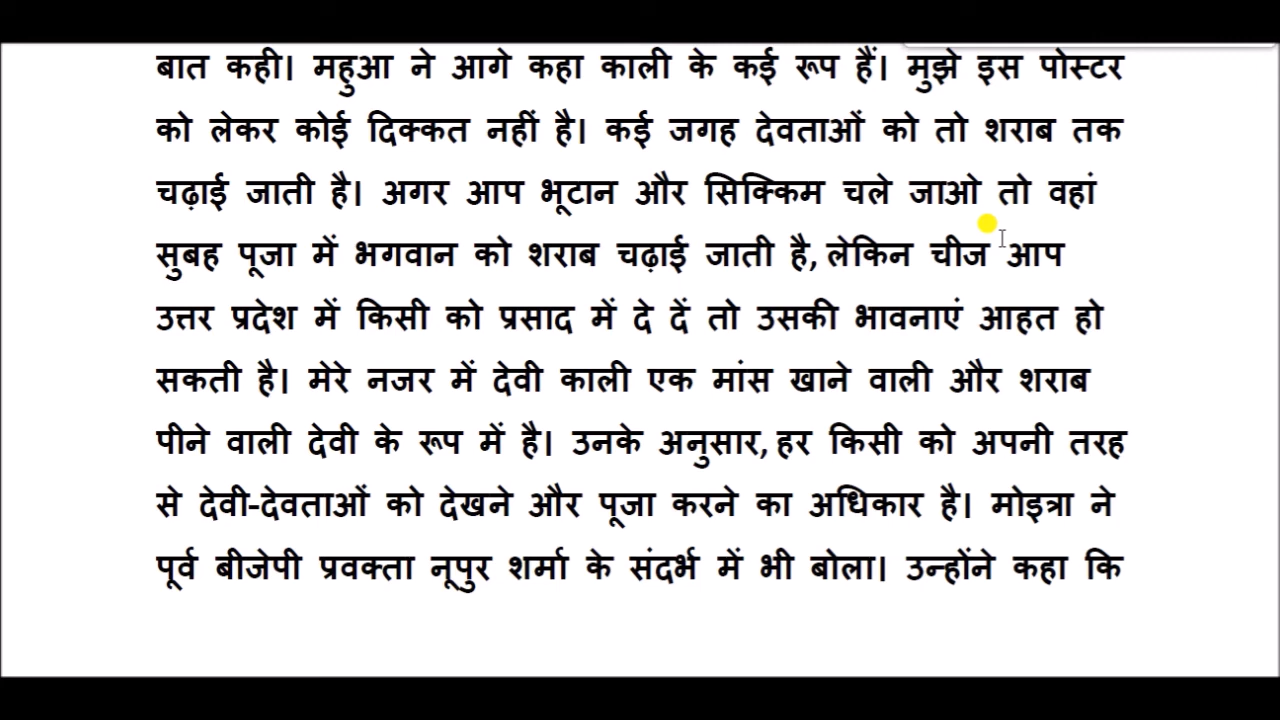 बात कही। महुआ ने आगे कहा काली के कई रूप हैं। मुझे इस पोस्टर
को लेकर कोई दिक्कत नहीं है। कई जगह देवताओं को तो शराब तक
चढ़ाई जाती है। अगर आप भूटान और सिक्किम चले जाओ तो वहां
सुबह पूजा में भगवान को शराब चढ़ाई जाती है, लेकिन चीज आप
उत्तर प्रदेश में किसी को प्रसाद में दे दें तो उसकी भावनाएं आहत हो
सकती है। मेरे नजर में देवी काली एक मांस खाने वाली और शराब
पीने वाली देवी के रूप में है। उनके अनुसार, हर किसी को अपनी तरह
से देवी-देवताओं को देखने और पूजा करने का अधिकार है। मोइत्रा ने
पूर्व बीजेपी प्रवक्ता नूपुर शर्मा के संदर्भ में भी बोला। उन्होंने कहा कि